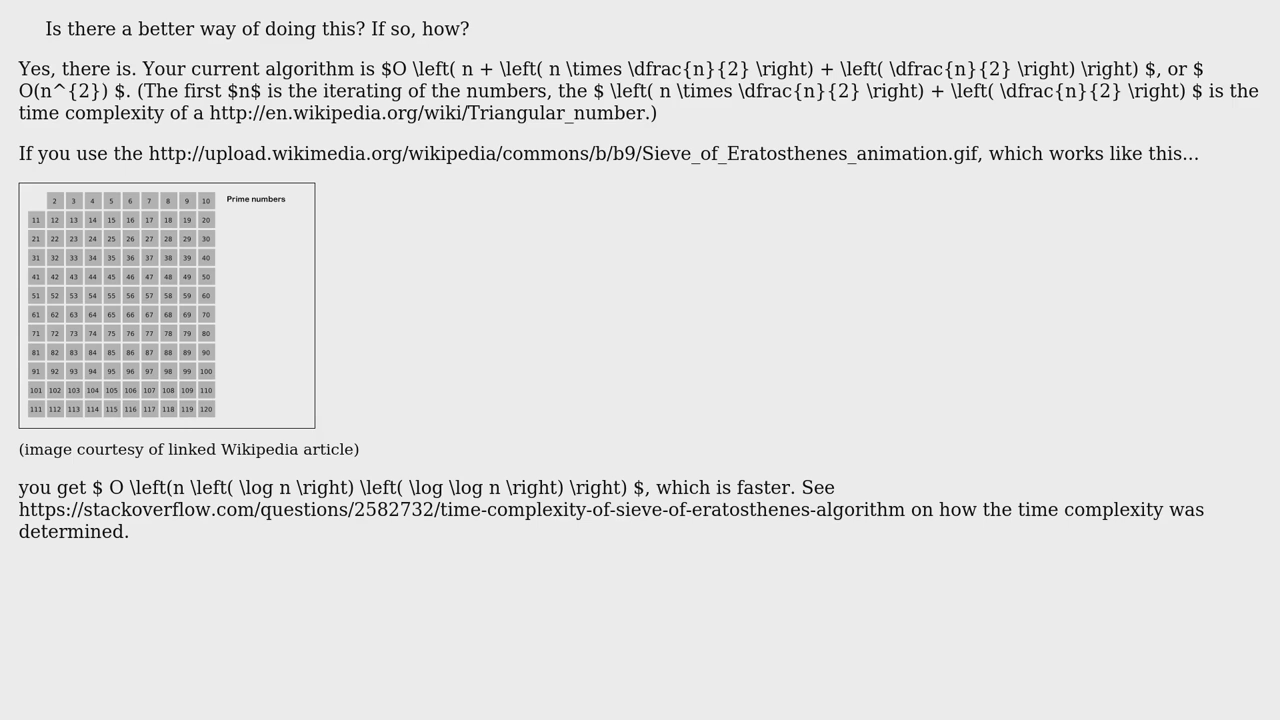 Is there a better way of doing this? If so, how?
Yes, there is. Your current algorithm is $O \left( n + \left( n \times \dfrac{n}{2} \right) + \left( \dfrac{n}{2} \right) \right) $, or $
O(n^{2}) $. (The first $n$ is the iterating of the numbers, the $ \left( n \times \dfrac{n}{2} \right) + \left( \dfrac{n}{2} \right) $ is the
time complexity of a http://en.wikipedia.org/wiki/Triangular_number.)
If you use the http://upload.wikimedia.org/wikipedia/commons/b/b9/Sieve_of_Eratosthenes_animation.gif, which works like this...
2 3 4 5 6 7 8 9 10 Prime numbers
11 12 13 14 15 16 17 18 19 20
21 22 23 24 25 26 27 28 29 30
31 32 33 34 35 36 37 38 39 40
41 42 43 44 45 46 47 48 49 50
51 52 53 54 55 56 57 58 59 60
61 62 63 64 65 66 67 68 69 70
71 72 73 74 75 76 77 78 79 80
81 82 83 84 85 86 87 88 89 90
91 92 93 94 95 96 97 98 99 100
101 102 103 104 105 106 107 108 109 110
111 112 113 114 115 116 117 118 119 120
(image courtesy of linked Wikipedia article)
you get $ O \left(n \left( \log n \right) \left( \log \log n \right) \right) $, which is faster. See
https://stackoverflow.com/questions/2582732/time-complexity-of-sieve-of-eratosthenes-algorithm on how the time complexity was
determined.